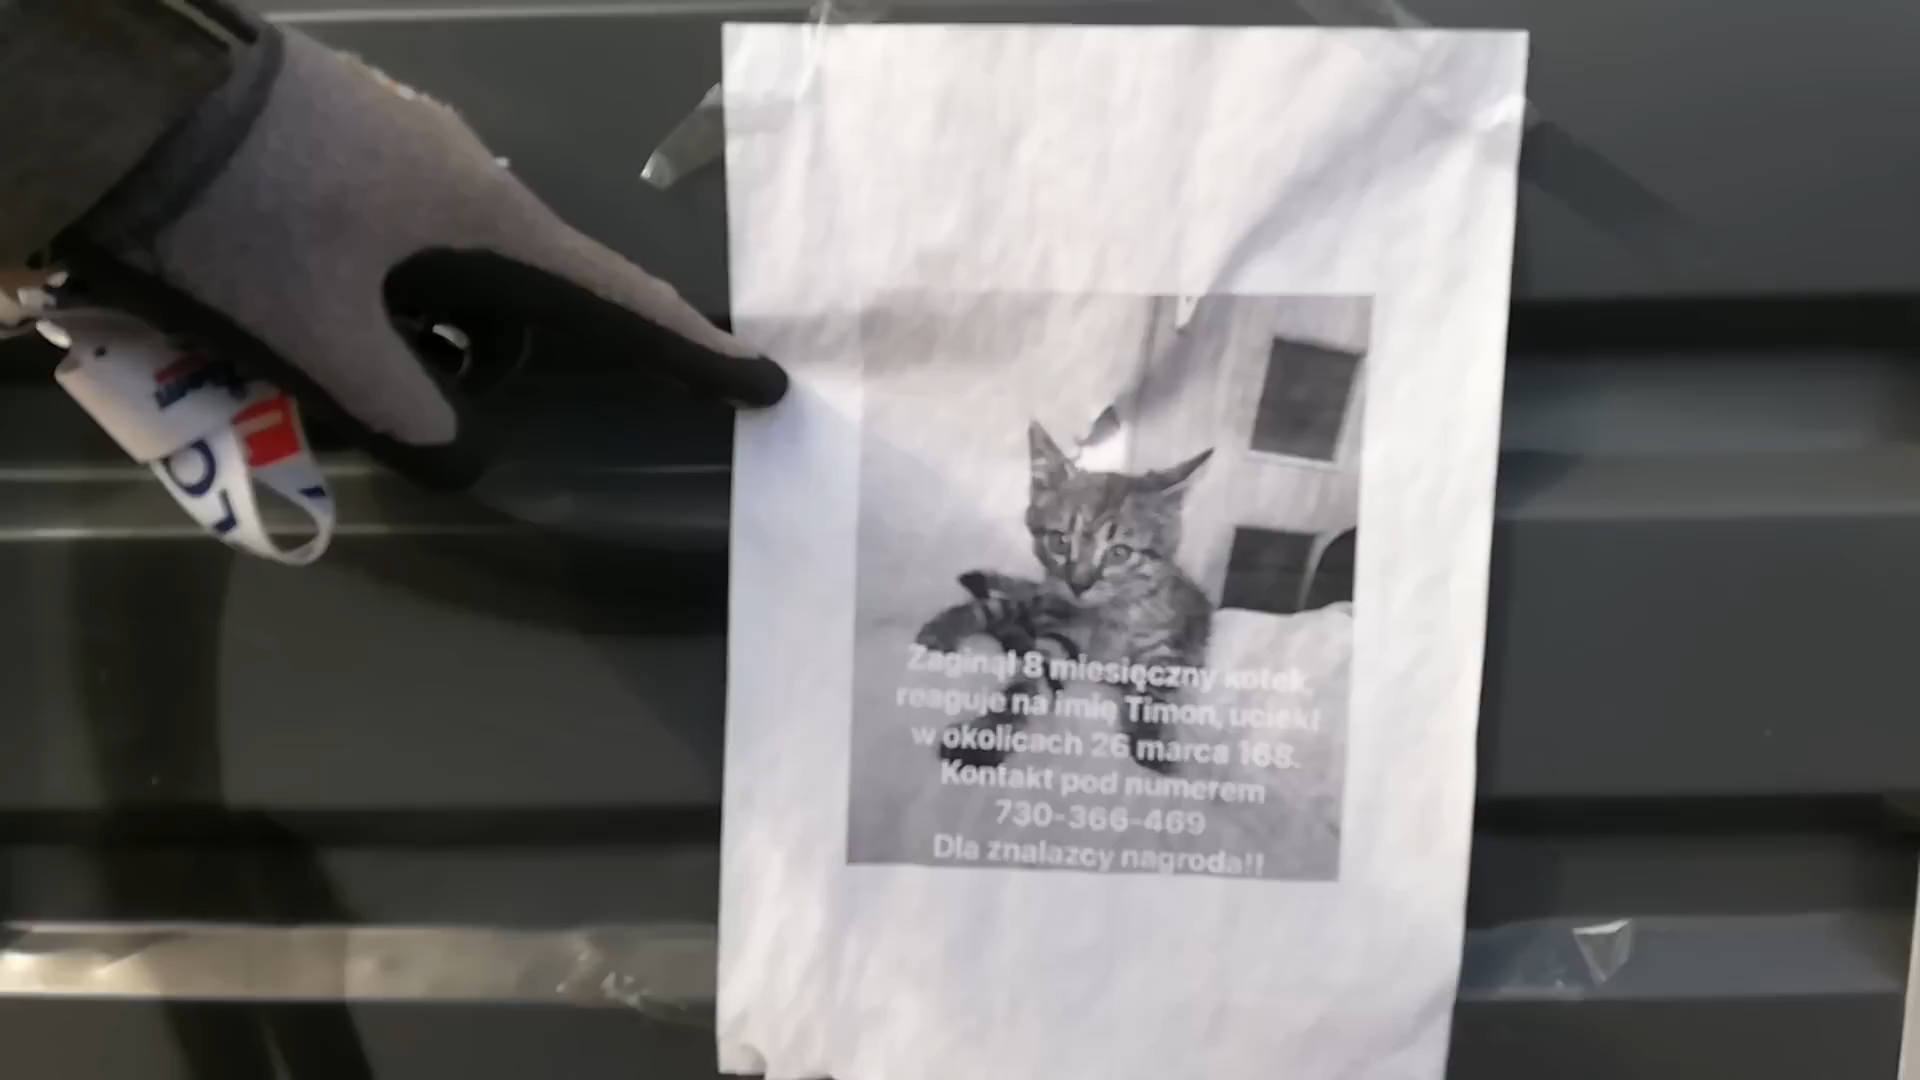 Zaginął 8 miesięczny kotek,
reaguje na imię Timon, uciekł
w okolicach 26 marca 168.
Kontakt pod numerem
730-366-469
Dla znalazcy nagroda!!